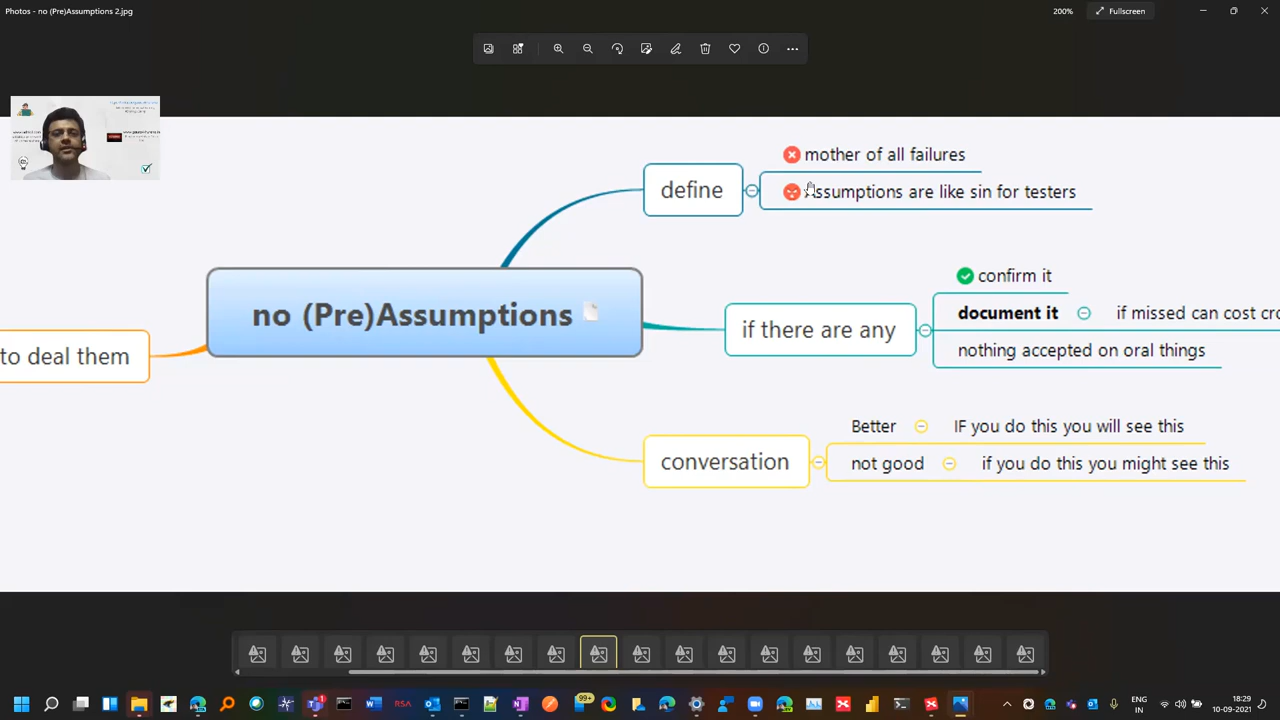 Photos - no (Pre)Assumptions 2.jpg
200%
Fullscreen
mother of all failures
define
Assumptions are like sin for testers
confirm it
no (Pre)Assumptions
document it
if missed can cost cro
if there are any
to deal them
nothing accepted on oral things
Better
IF you do this you will see this
conversation
not good
if you do this you might see this
RSA
99+
ENG
IN
18:29
10-09-2021